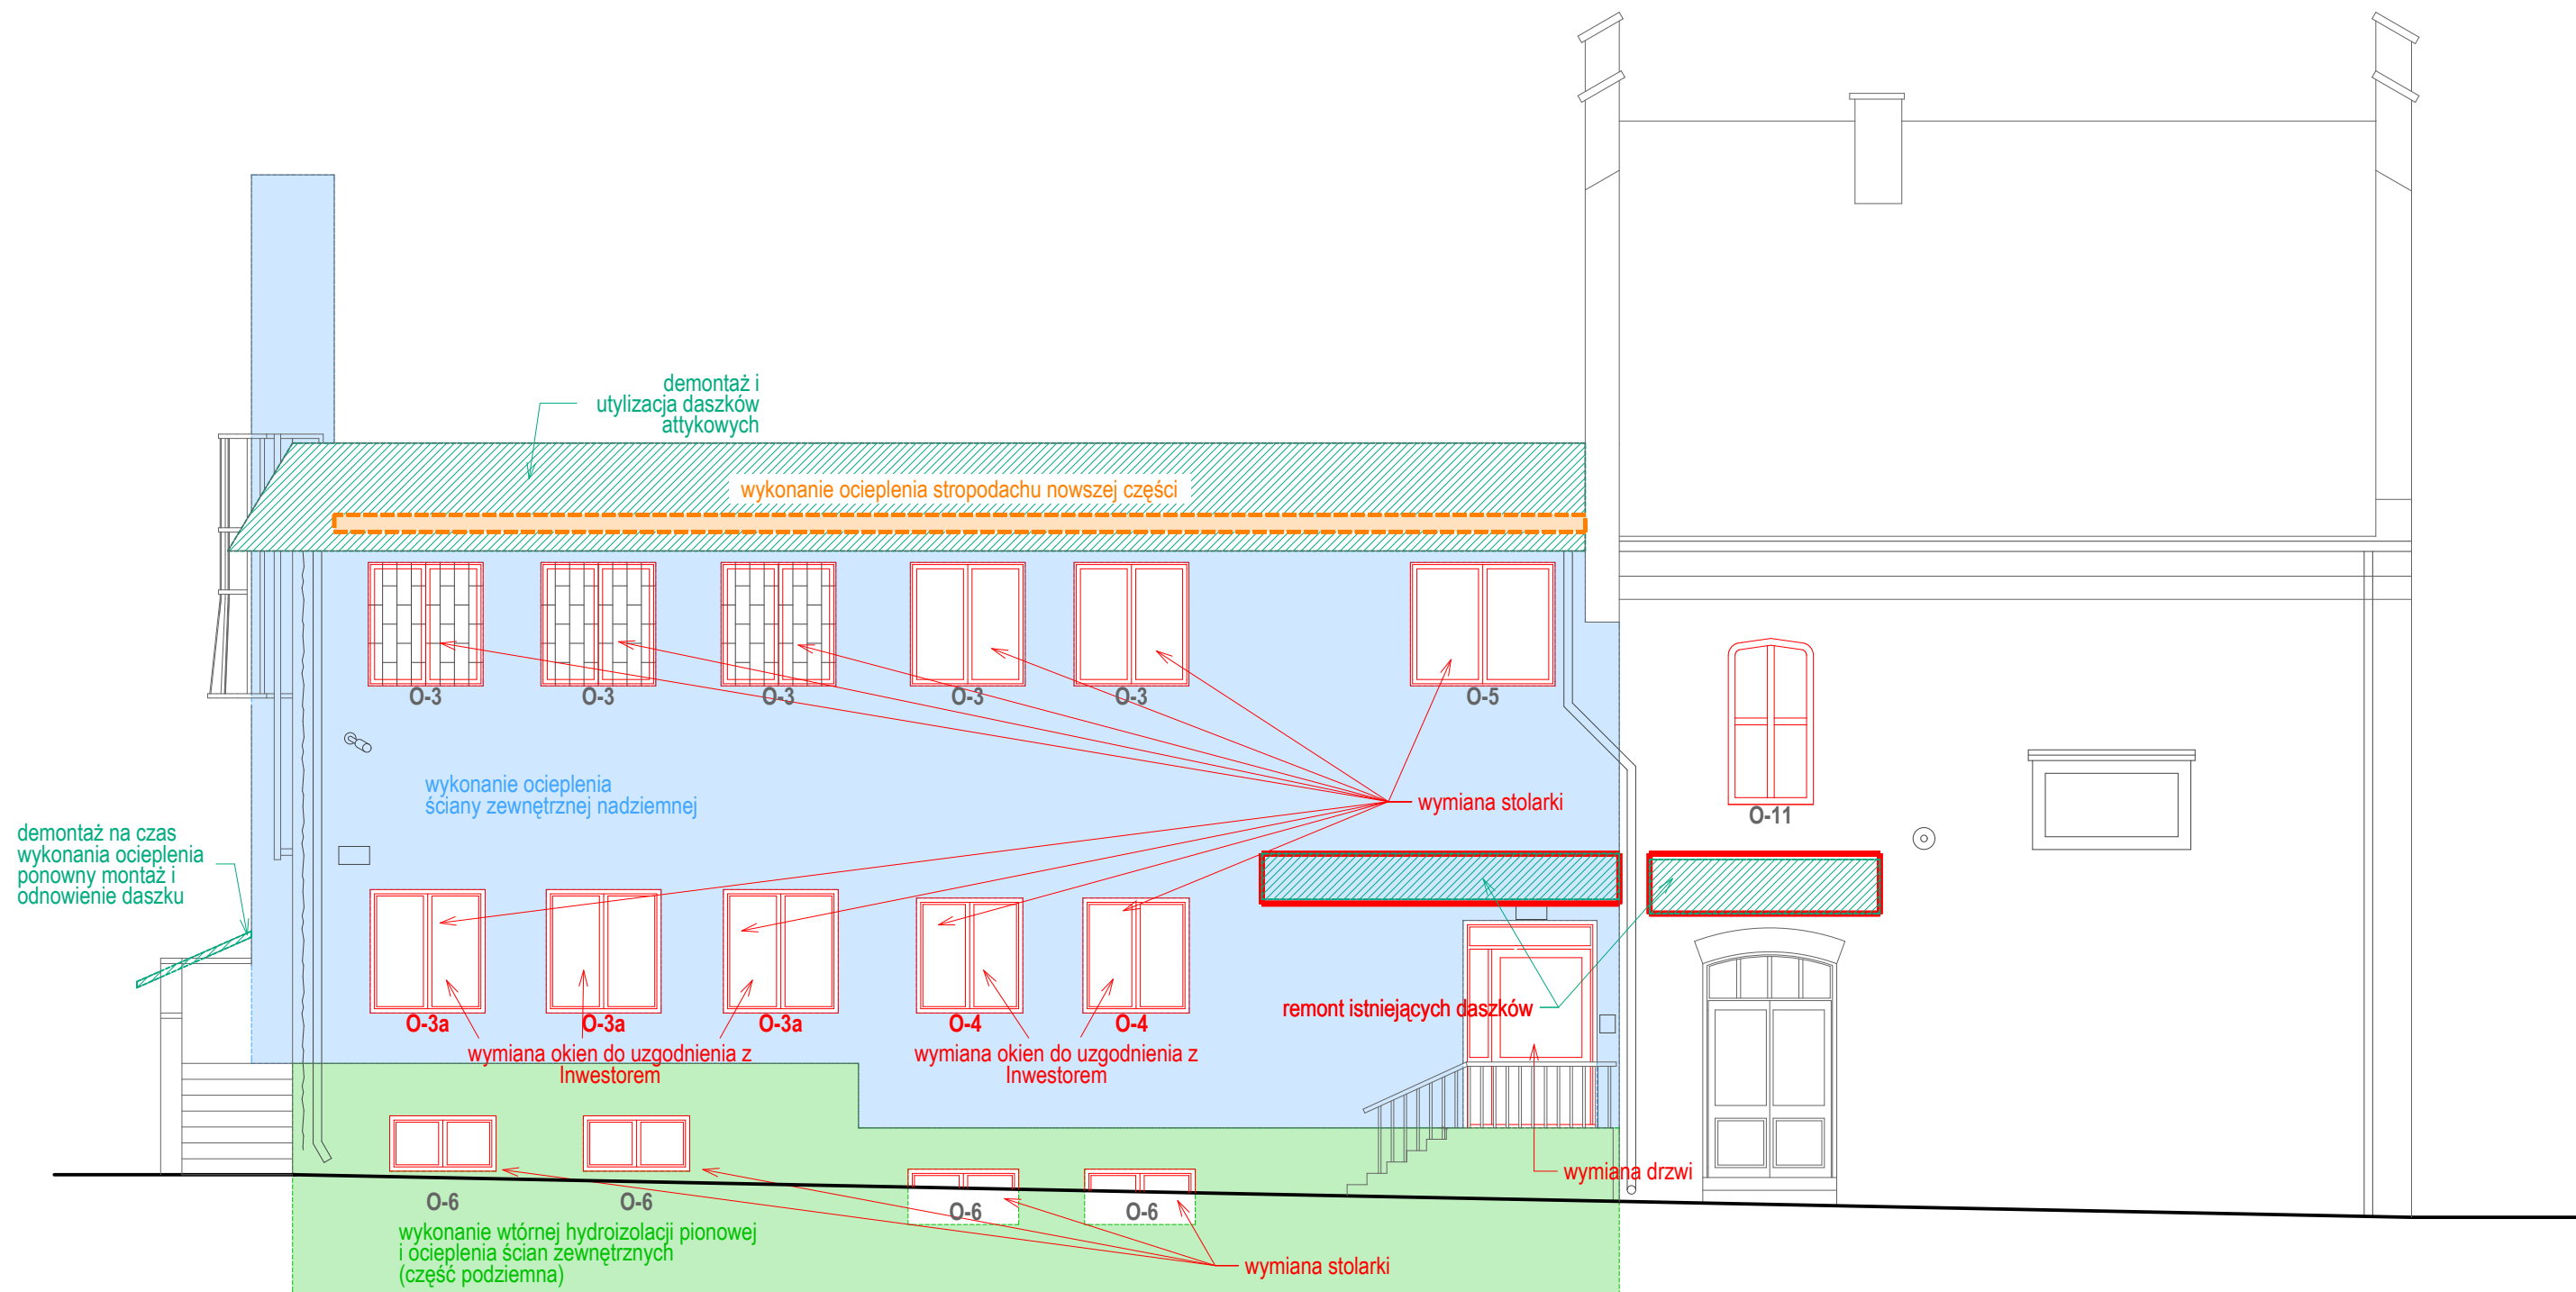 demontaż i
utylizacja daszków
attykowych
wykonanie ocieplenia stropodachu nowszej części
O-3
O-3
O-3
O-3
O-3
O-5
wykonanie ocieplenia
ściany zewnętrznej nadziemnej
wymiana stolarki
O-11
demontaż na czas
wykonania ocieplenia
ponowny montaż i
odnowienie daszku
remont istniejących daszków
O-3a
O-3a
O-3a
O-4
O-4
wymiana okien do uzgodnienia z
Inwestorem
wymiana okien do uzgodnienia z
Inwestorem
wymiana drzwi
O-6
O-6
O-6
O-6
wykonanie wtórnej hydroizolacji pionowej
i ocieplenia ścian zewnętrznych
(część podziemna)
wymiana stolarki